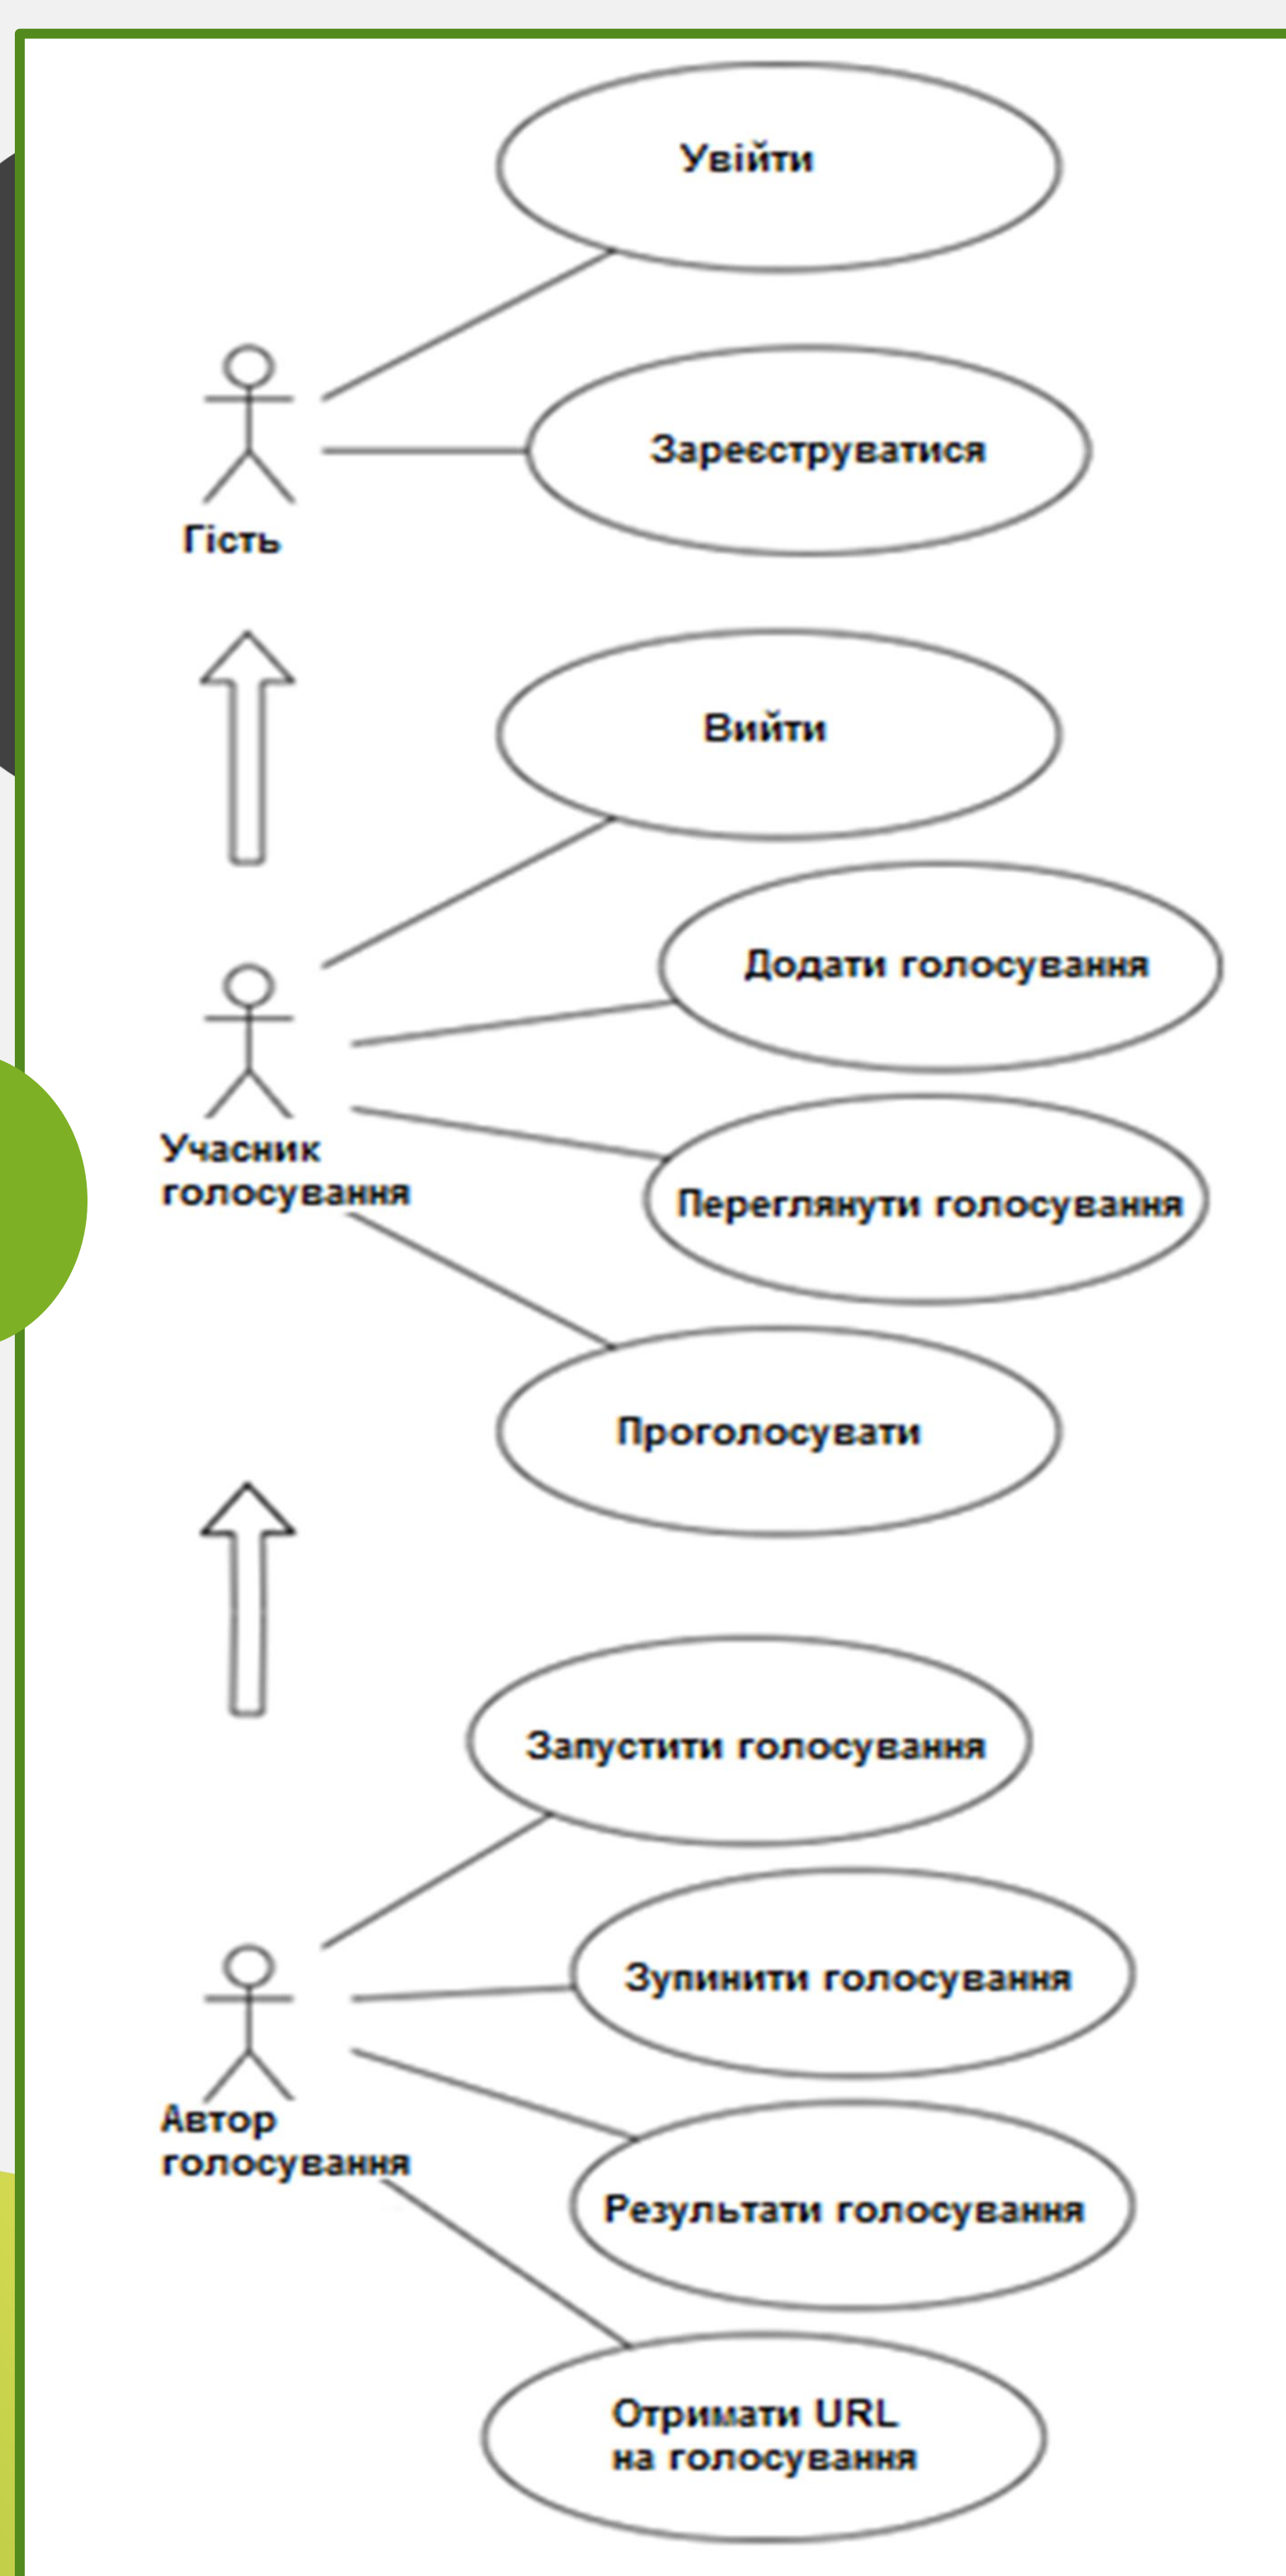 Увійти
Зареєструватися
Гість
Вийти
Додати голосування
Учасник
голосування
Переглянути голосування
Проголосувати
Запустити голосування
Зупинити голосування
Автор
голосування
Результати голосування
Отримати URL
на голосування